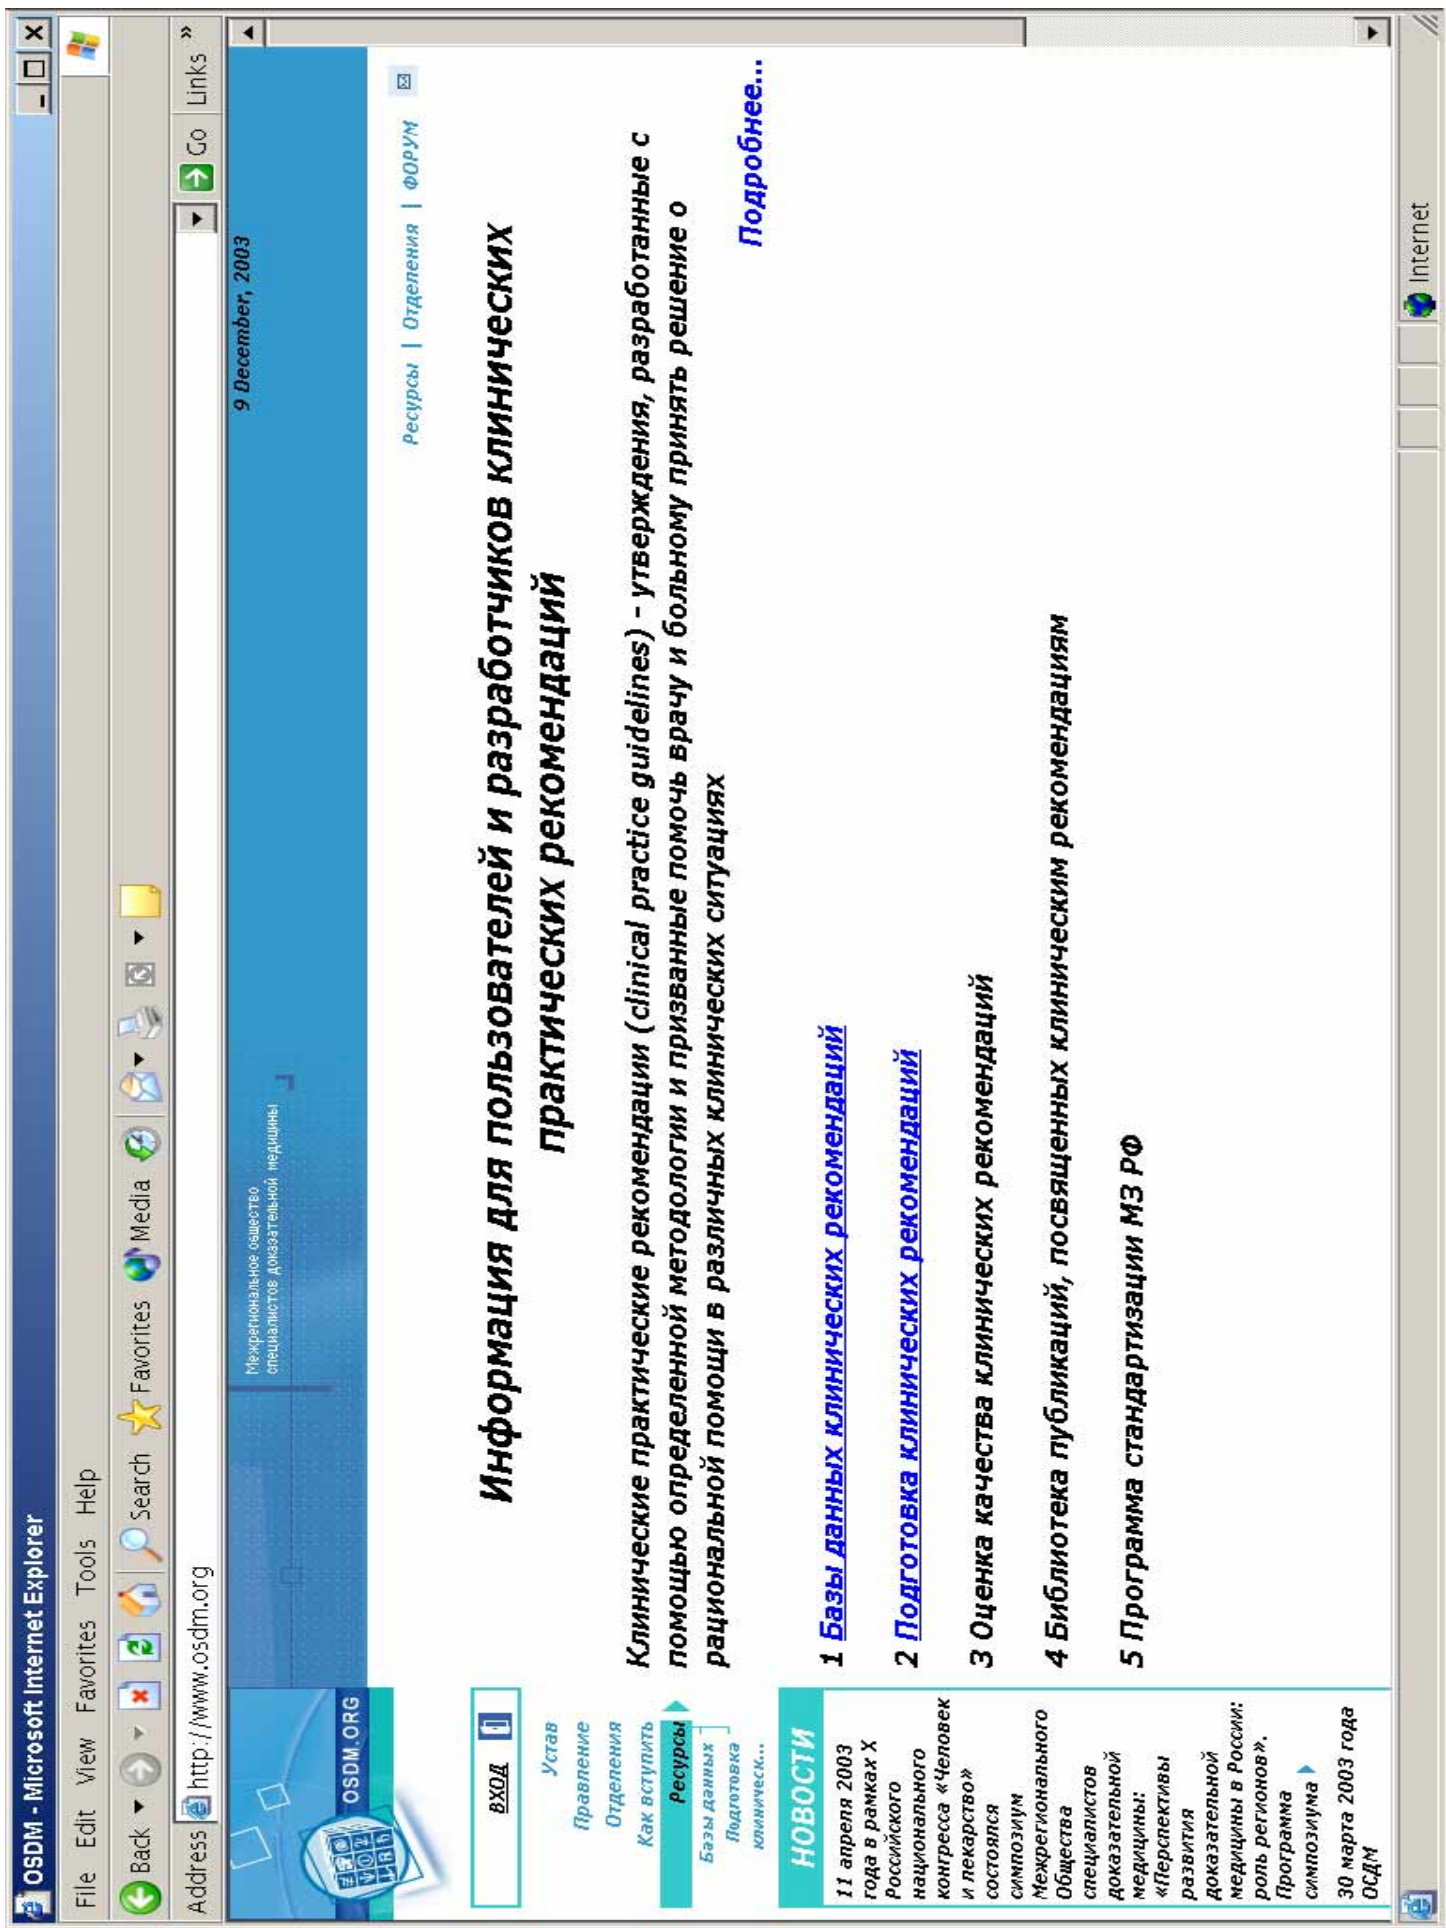 OSDM - Microsoft Internet Explorer
File Edit View Favorites Tools Help
Back Search Favorites Media
Address http://www.osdm.org Go Links »
OSDM.ORG
Межрегиональное общество
специалистов доказательной медицины
9 December, 2003
Ресурсы | Отделения | ФОРУМ
ВХОД
Устав
Правление
Отделения
Как вступить
Ресурсы
Базы данных
Подготовка
клиническ...
НОВОСТИ
11 апреля 2003
года в рамках X
Российского
национального
конгресса «Человек
и лекарство»
состоялся
симпозиум
Межрегионального
Общества
специалистов
доказательной
медицины:
«Перспективы
развития
доказательной
медицины в России:
роль регионов».
Программа
симпозиума
30 марта 2003 года
ОСДМ
Информация для пользователей и разработчиков клинических
практических рекомендаций
Клинические практические рекомендации (clinical practice guidelines) - утверждения, разработанные с
помощью определенной методологии и призванные помочь врачу и больному принять решение о
рациональной помощи в различных клинических ситуациях
Подробнее...
1 Базы данных клинических рекомендаций
2 Подготовка клинических рекомендаций
3 Оценка качества клинических рекомендаций
4 Библиотека публикаций, посвященных клиническим рекомендациям
5 Программа стандартизации МЗ РФ
Internet